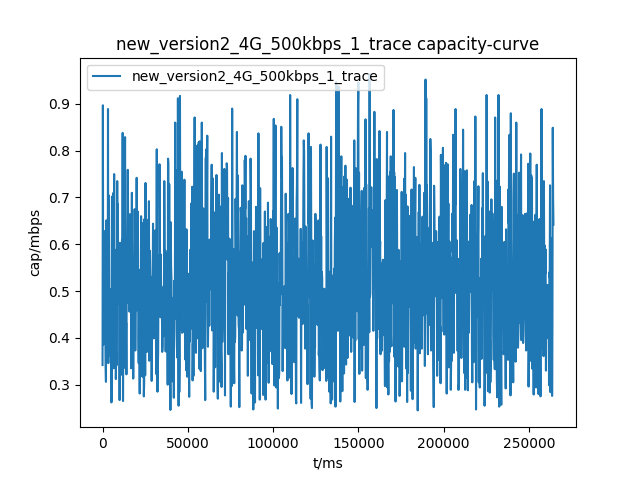 new_version2_4G_500kbps_1_trace capacity-curve
new_version2_4G_500kbps_1_trace
0.9
0.8
0.7
0.6
0.5
0.4
0.3
cap/mbps
0 50000 100000 150000 200000 250000
t/ms